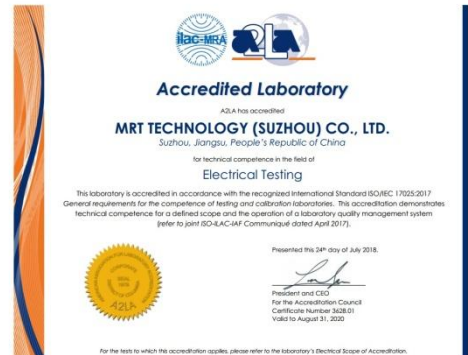 ilac-MRA
A2LA
Accredited Laboratory
A2LA has accredited
MRT TECHNOLOGY (SUZHOU) CO., LTD.
Suzhou, Jiangsu, People's Republic of China
for technical competence in the field of
Electrical Testing
This laboratory is accredited in accordance with the recognized International Standard ISO/IEC 17025:2017
General requirements for the competence of testing and calibration laboratories. This accreditation demonstrates
technical competence for a defined scope and the operation of a laboratory quality management system
(refer to joint ISO-ILAC-IAF Communiqué dated April 2017).
Presented this 24th day of July 2018.
CORPORATE
SEAL
1978
A2LA
President and CEO
For the Accreditation Council
Certificate Number 3628.01
Valid to August 31, 2020
For the tests to which this accreditation applies, please refer to the laboratory's Electrical Scope of Accreditation.